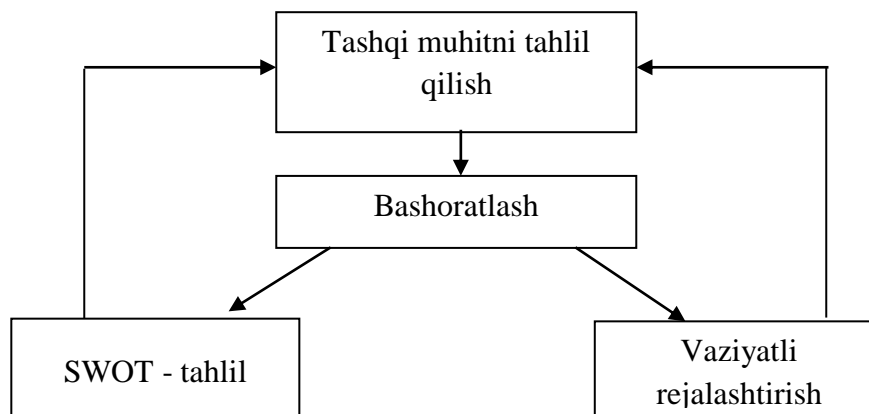 Tashqi muhitni tahlil
qilish
Bashoratlash
SWOT - tahlil
Vaziyatli
rejalashtirish